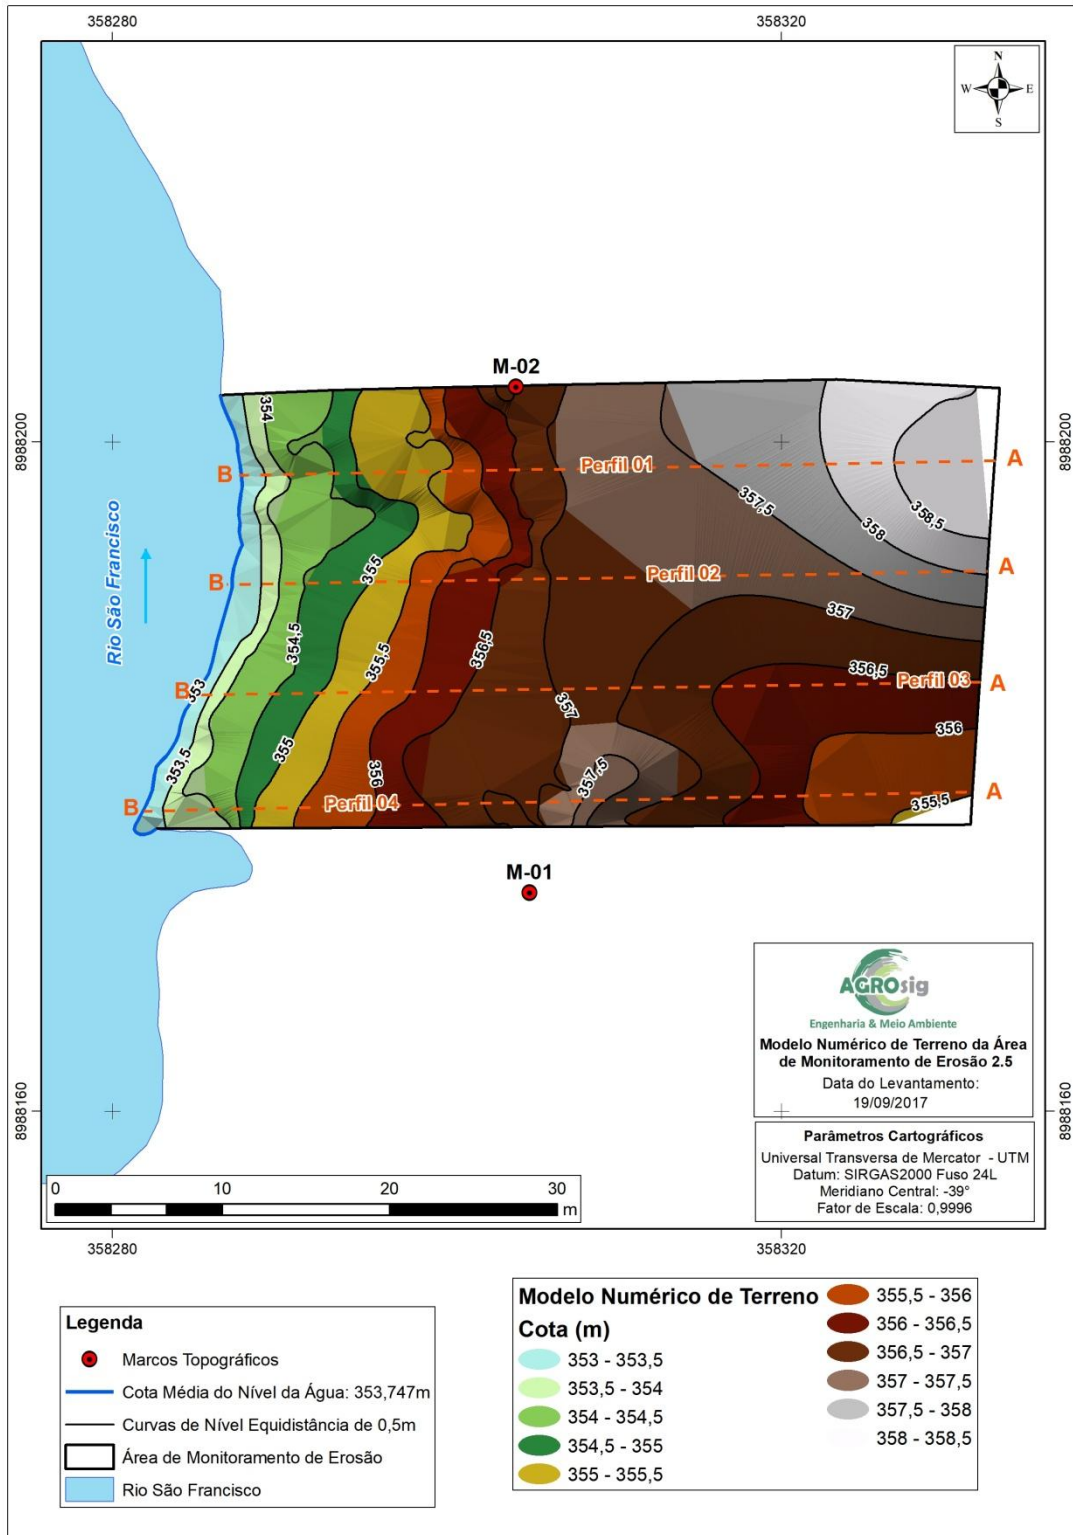 358280
358320
N
W
E
S
M-02
354
8988200
8988200
B
Perfil 01
A
357,5
358
358,5
Rio São Francisco
355
B
Perfil 02
A
357
354,5
355,5
356,5
356,5
B
353
Perfil 03
A
357
356
355
353,5
356
357,5
B
Perfil 04
A
355,5
M-01
AGROsig
Engenharia & Meio Ambiente
Modelo Numérico de Terreno da Área
de Monitoramento de Erosão 2.5
Data do Levantamento:
19/09/2017
8988160
8988160
Parâmetros Cartográficos
Universal Transversa de Mercator - UTM
Datum: SIRGAS2000 Fuso 24L
Meridiano Central: -39°
Fator de Escala: 0,9996
0
10
20
30
m
358280
358320
Legenda
Marcos Topográficos
Cota Média do Nível da Água: 353,747m
Curvas de Nível Equidistância de 0,5m
Área de Monitoramento de Erosão
Rio São Francisco
Modelo Numérico de Terreno
Cota (m)
353 - 353,5
353,5 - 354
354 - 354,5
354,5 - 355
355 - 355,5
355,5 - 356
356 - 356,5
356,5 - 357
357 - 357,5
357,5 - 358
358 - 358,5